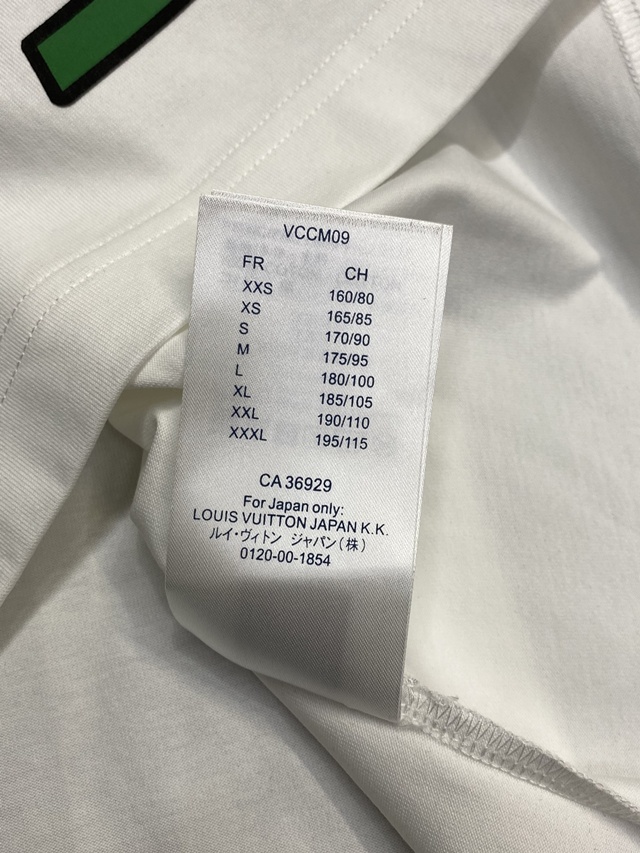 VCCM09
FR CH
XXS 160/80
XS 165/85
S 170/90
M 175/95
L 180/100
XL 185/105
XXL 190/110
XXXL 195/115
CA 36929
For Japan only:
LOUIS VUITTON JAPAN K.K.
ルイ・ヴィトン ジャパン(株)
0120-00-1854